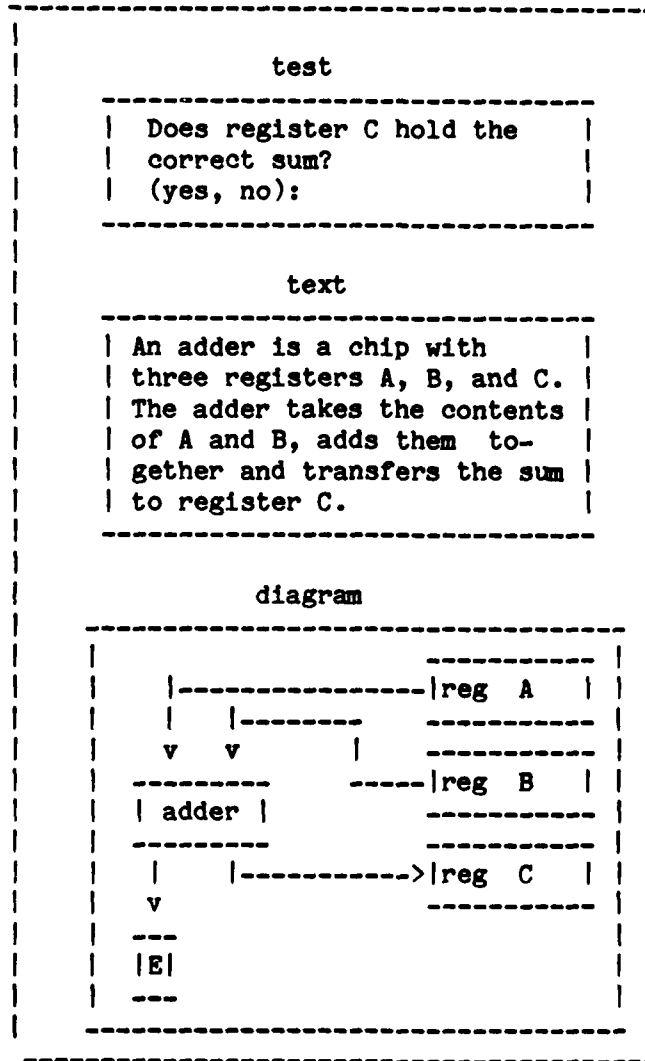 test
Does register C hold the
correct sum?
(yes, no):
text
An adder is a chip with
three registers A, B, and C.
The adder takes the contents
of A and B, adds them to-
gether and transfers the sum
to register C.
diagram
reg A
reg B
adder
reg C
E